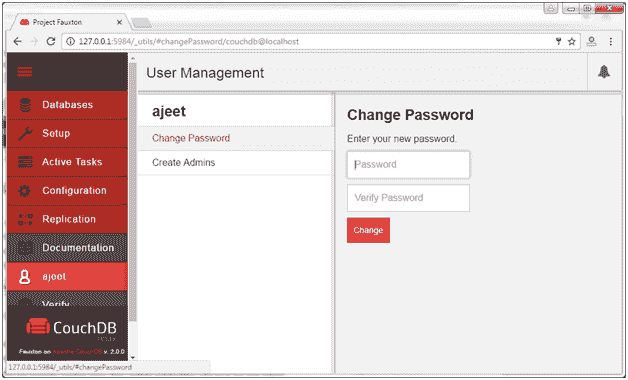 Project Fauxton
127.0.0.1:5984/_utils/#changePassword/couchdb@localhost
User Management
Databases
Setup
Active Tasks
Configuration
Replication
Documentation
ajeet
Verify
CouchDB
Fauxton on Apache CouchDB v. 2.0.0
ajeet
Change Password
Create Admins
Change Password
Enter your new password.
Password
Verify Password
Change
127.0.0.1:5984/_utils/#changePassword